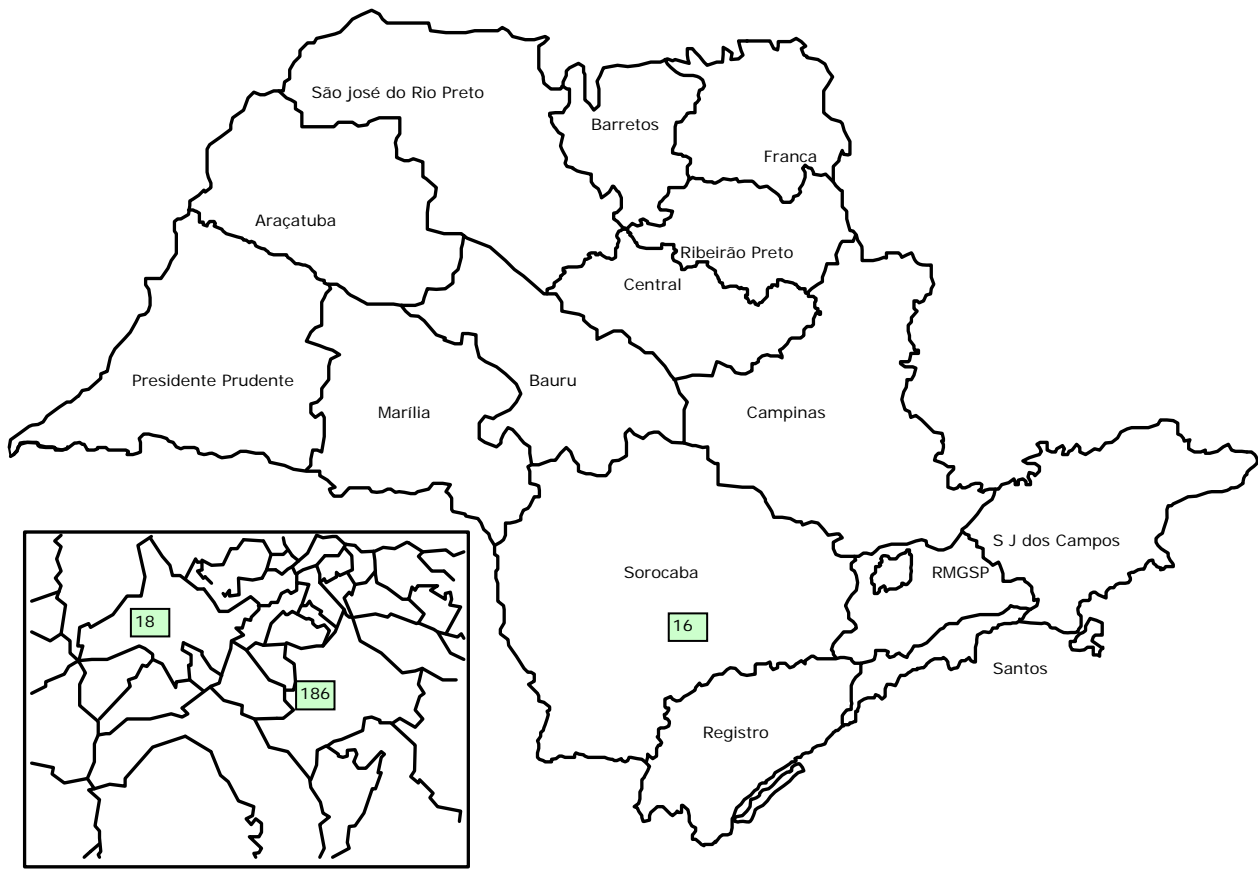 São josé do Rio Preto
Barretos
Franca
Araçatuba
Ribeirão Preto
Central
Presidente Prudente
Marília
Bauru
Campinas
S J dos Campos
Sorocaba
RMGSP
18
16
Santos
186
Registro